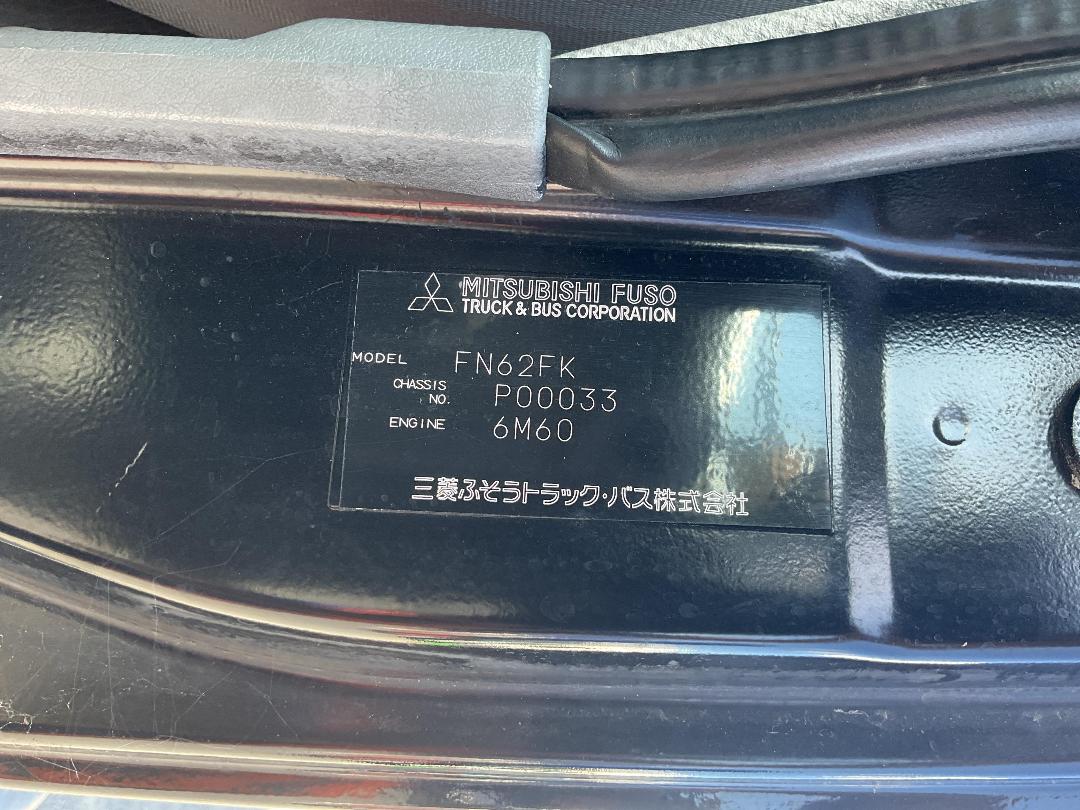 MITSUBISHI FUSO
TRUCK & BUS CORPORATION
MODEL FN62FK
CHASSIS NO. P00033
ENGINE 6M60
三菱ふそうトラック・バス株式会社